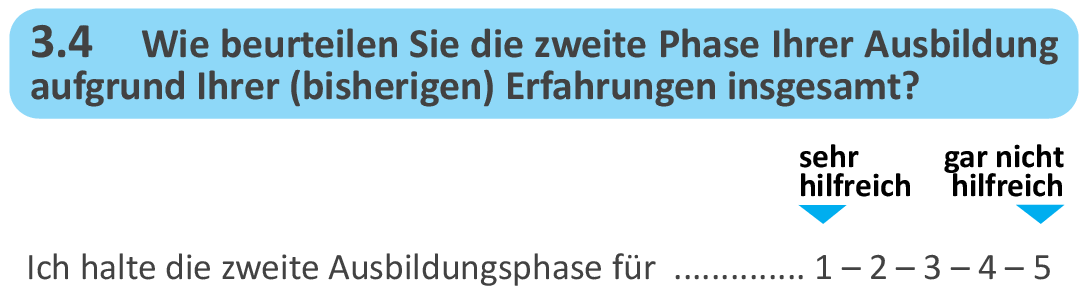 3.4 Wie beurteilen Sie die zweite Phase Ihrer Ausbildung
aufgrund Ihrer (bisherigen) Erfahrungen insgesamt?
sehr gar nicht
hilfreich hilfreich
Ich halte die zweite Ausbildungsphase für .............. 1 – 2 – 3 – 4 – 5